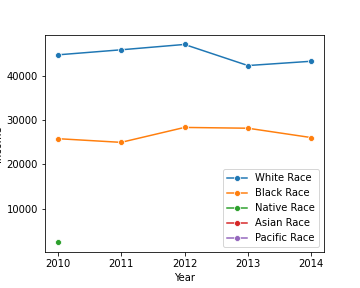 40000
30000
20000
10000
White Race
Black Race
Native Race
Asian Race
Pacific Race
2010 2011 2012 2013 2014
Year